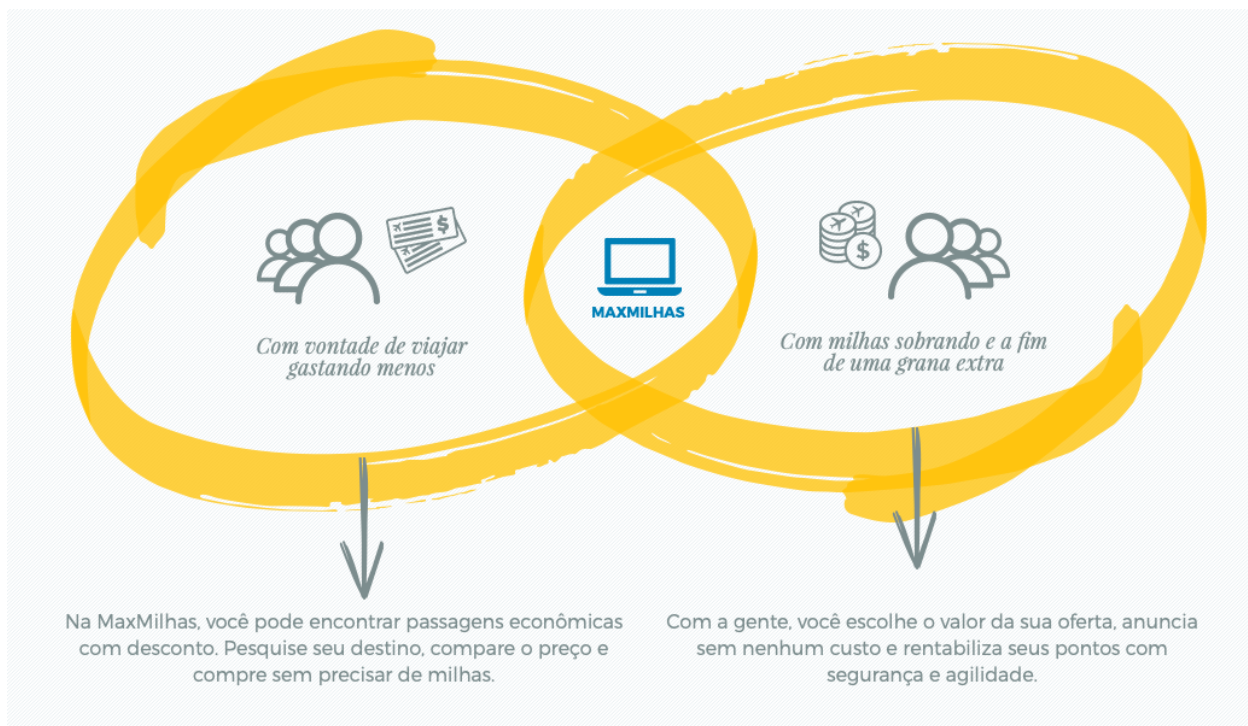 MAXMILHAS
Com vontade de viajar
gastando menos
Com milhas sobrando e a fim
de uma grana extra
Na MaxMilhas, você pode encontrar passagens econômicas
com desconto. Pesquise seu destino, compare o preço e
compre sem precisar de milhas.
Com a gente, você escolhe o valor da sua oferta, anuncia
sem nenhum custo e rentabiliza seus pontos com
segurança e agilidade.